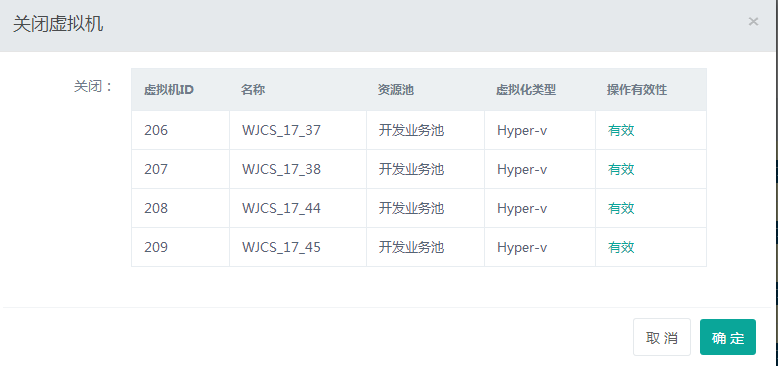 关闭虚拟机
×
关闭：
虚拟机ID 名称 资源池 虚拟化类型 操作有效性
206 WJCS_17_37 开发业务池 Hyper-v 有效
207 WJCS_17_38 开发业务池 Hyper-v 有效
208 WJCS_17_44 开发业务池 Hyper-v 有效
209 WJCS_17_45 开发业务池 Hyper-v 有效
取 消 确 定